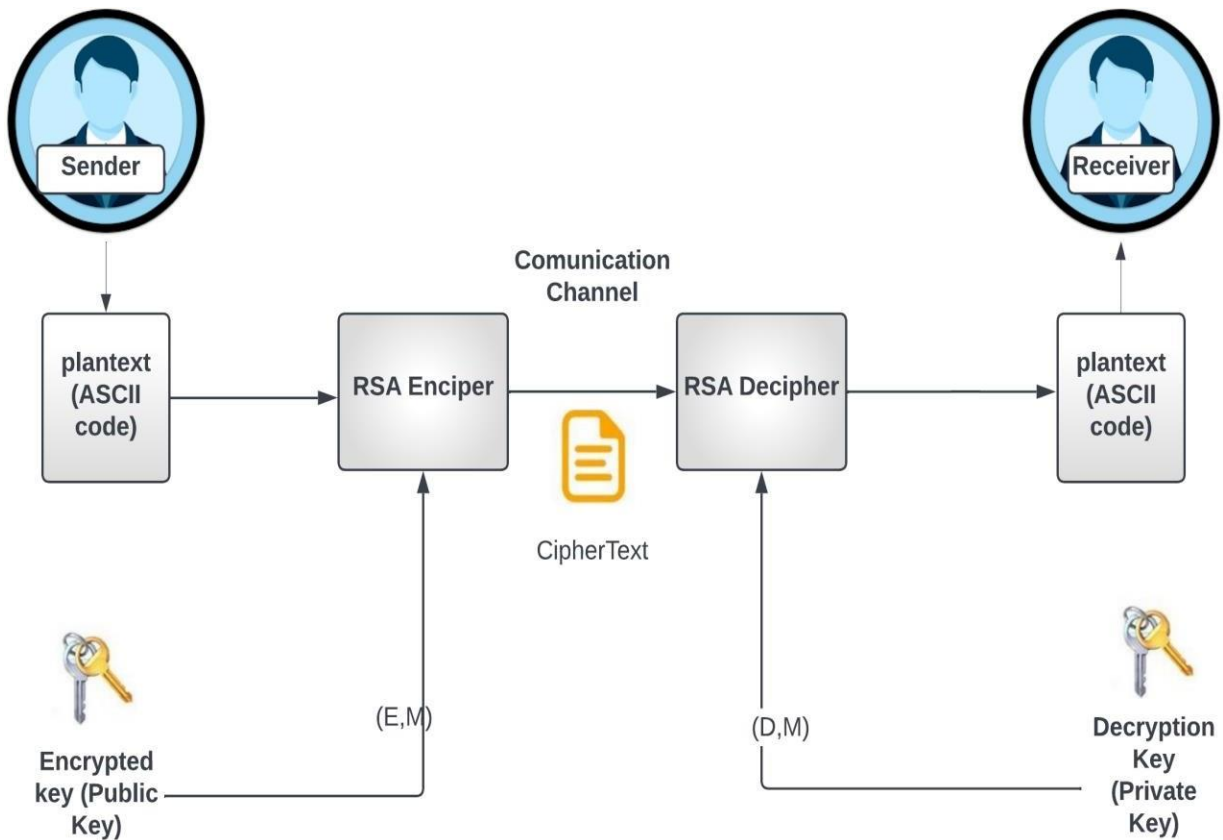 Sender
Receiver
Comunication
Channel
plantext
(ASCII
code)
RSA Enciper
RSA Decipher
plantext
(ASCII
code)
CipherText
(E,M)
(D,M)
Encrypted
key (Public
Key)
Decryption
Key
(Private
Key)